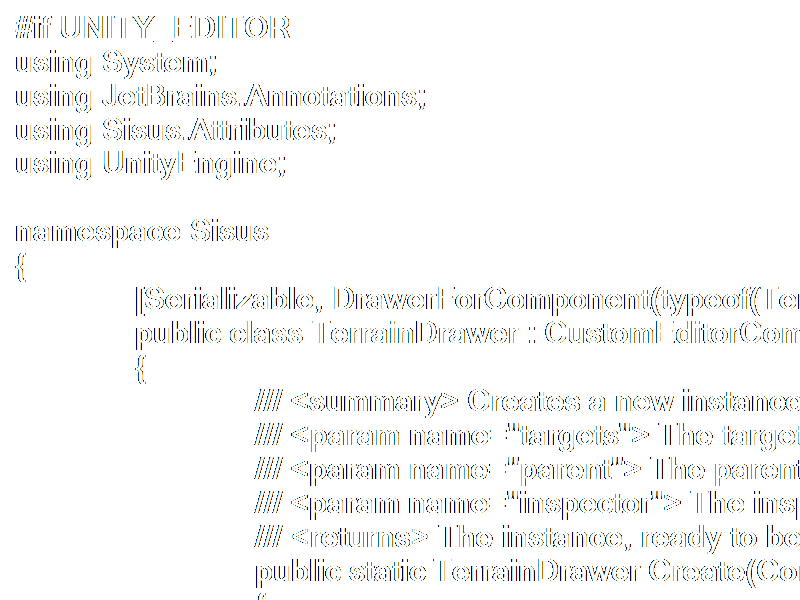 #if UNITY_EDITOR
using System;
using JetBrains.Annotations;
using Sisus.Attributes;
using UnityEngine;
namespace Sisus
{
[Serializable, DrawerForComponent(typeof(Ter
public class TerrainDrawer : CustomEditorCom
{
/// <summary> Creates a new instance
/// <param name="targets"> The target
/// <param name="parent"> The parent
/// <param name="inspector"> The insp
/// <returns> The instance, ready to be
public static TerrainDrawer Create(Co
{